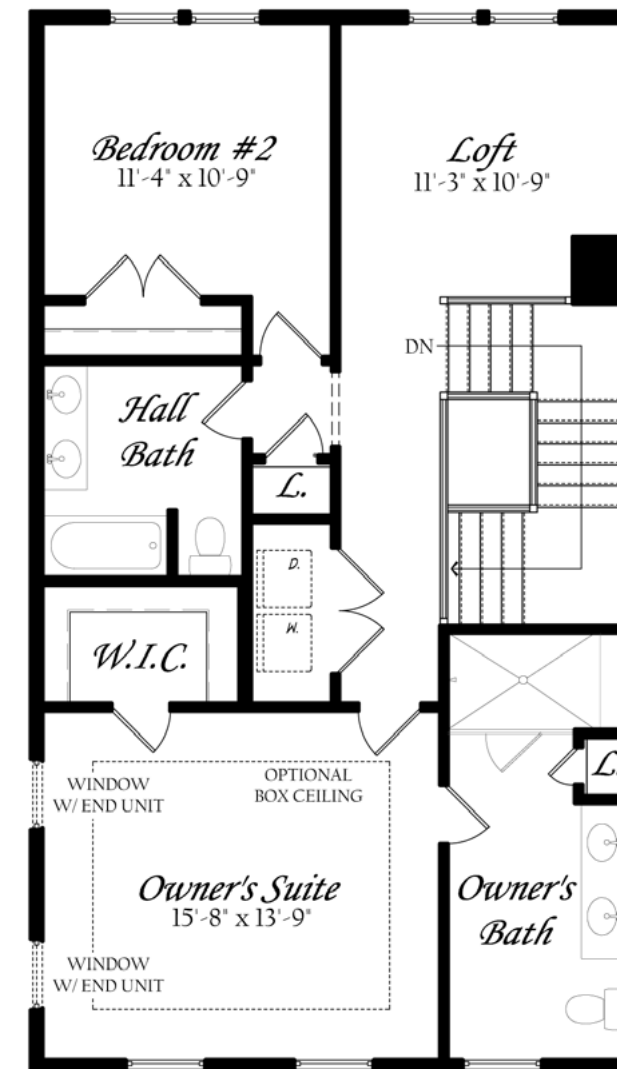 Bedroom #2
11'-4" x 10'-9"
Loft
11'-3" x 10'-9"
DN
Hall
Bath
L.
D.
W.
W.I.C.
WINDOW
W/ END UNIT
OPTIONAL
BOX CEILING
L.
Owner's Suite
15'-8" x 13'-9"
Owner's
Bath
WINDOW
W/ END UNIT